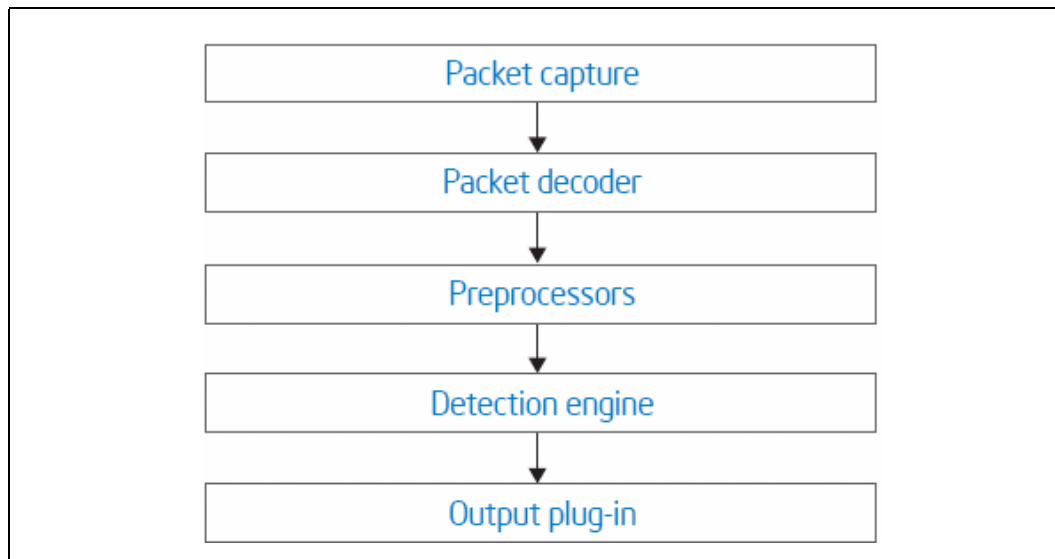 Packet capture
Packet decoder
Preprocessors
Detection engine
Output plug-in